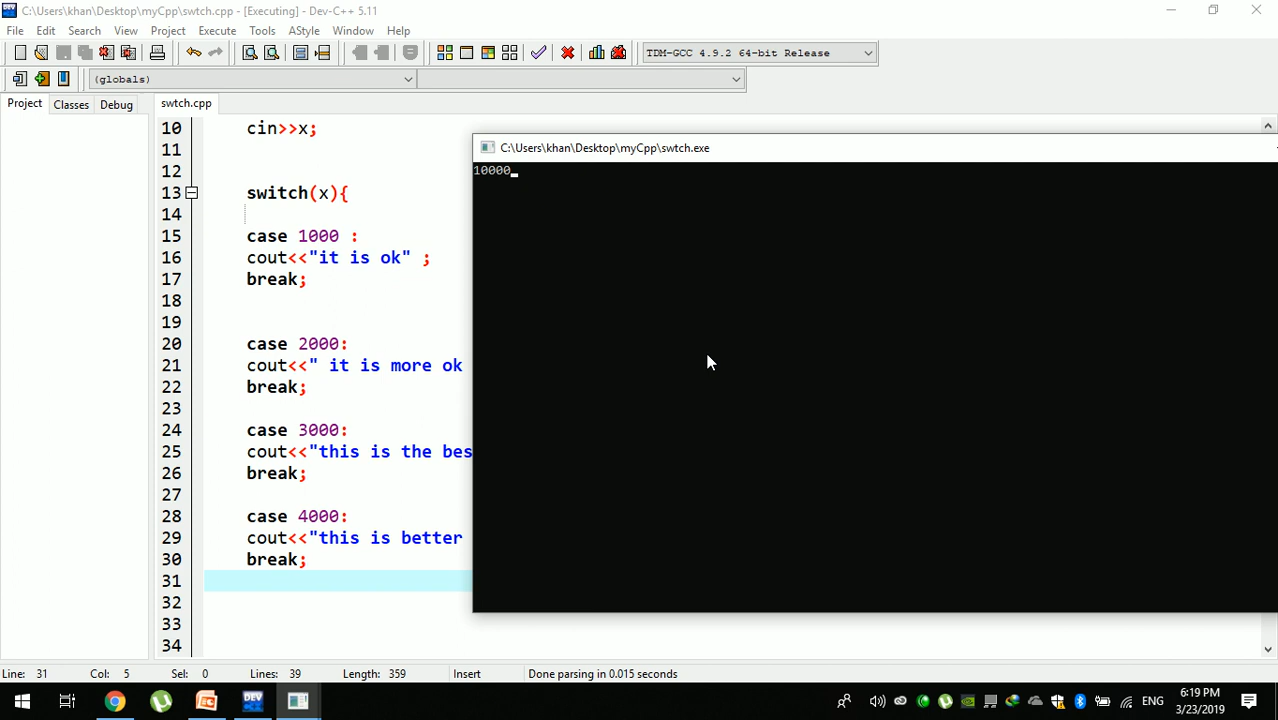 C:\Users\khan\Desktop\myCpp\swtch.cpp - [Executing] - Dev-C++ 5.11
File Edit Search View Project Execute Tools AStyle Window Help
TDM-GCC 4.9.2 64-bit Release
(globals)
Project Classes Debug swtch.cpp
10 cin>>x;
11
12
13 switch(x){
14
15 case 1000 :
16 cout<<"it is ok" ;
17 break;
18
19
20 case 2000:
21 cout<<" it is more ok
22 break;
23
24 case 3000:
25 cout<<"this is the bes
26 break;
27
28 case 4000:
29 cout<<"this is better
30 break;
31
32
33
34
C:\Users\khan\Desktop\myCpp\swtch.exe
10000_
Line: 31 Col: 5 Sel: 0 Lines: 39 Length: 359 Insert Done parsing in 0.015 seconds
ENG
6:19 PM
3/23/2019